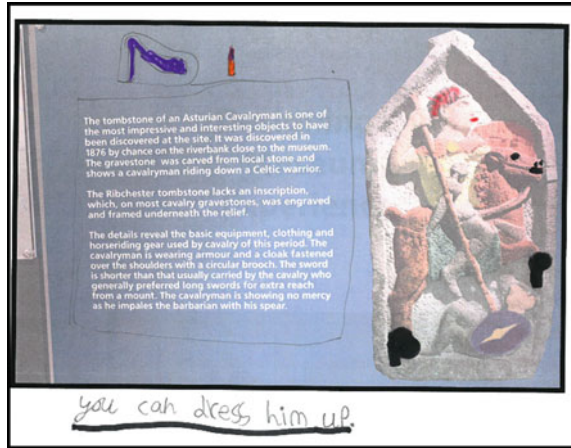 The tombstone of an Asturian Cavalryman is one of
the most impressive and interesting objects to have
been discovered at the site. It was discovered in
1876 by chance on the riverbank close to the museum.
The gravestone was carved from local stone and
shows a cavalryman riding down a Celtic warrior.
The Ribchester tombstone lacks an inscription,
which, on most cavalry gravestones, was engraved
and framed underneath the relief.
The details reveal the basic equipment, clothing and
horseriding gear used by cavalry of this period. The
cavalryman is wearing armour and a cloak fastened
over the shoulders with a circular brooch. The sword
is shorter than that usually carried by the cavalry who
generally preferred long swords for extra reach
from a mount. The cavalryman is showing no mercy
as he impales the barbarian with his spear.
you can dress him up.